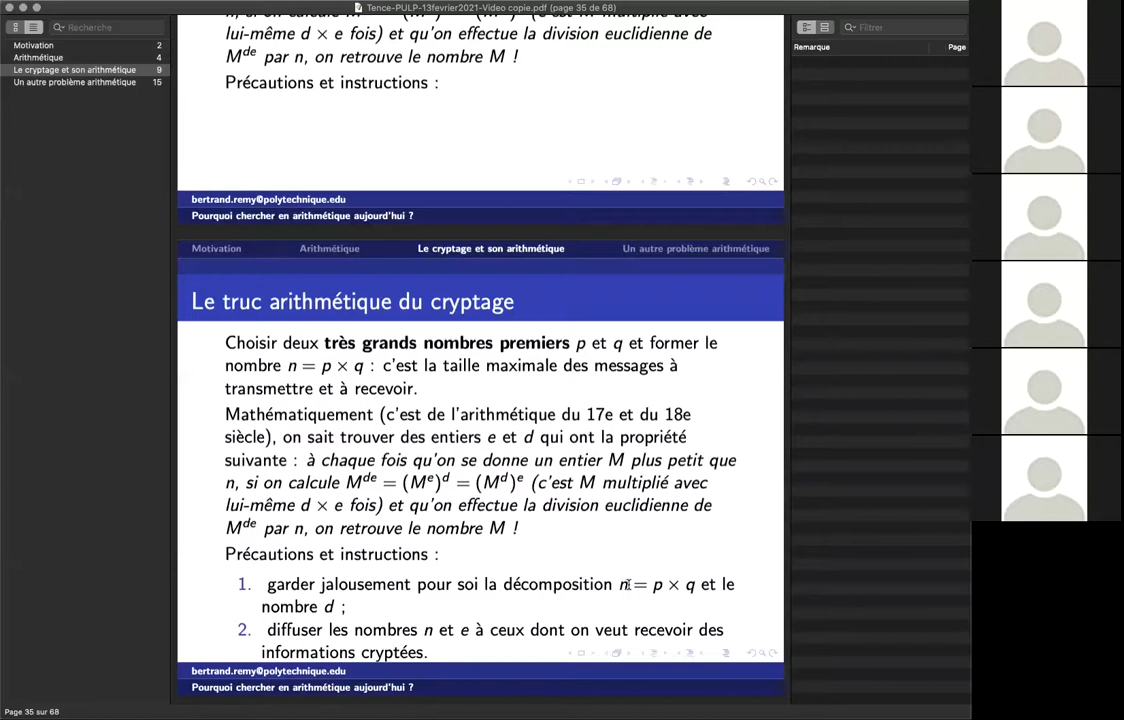 Tence-PULP-13fevrier2021-Video copie.pdf (page 35 de 68)
Recherche
Motivation 2
Arithmétique 4
Le cryptage et son arithmétique 9
Un autre problème arithmétique 15
lui-même d × e fois) et qu'on effectue la division euclidienne de
M^de par n, on retrouve le nombre M !
Précautions et instructions :
bertrand.remy@polytechnique.edu
Pourquoi chercher en arithmétique aujourd'hui ?
Motivation Arithmétique Le cryptage et son arithmétique Un autre problème arithmétique
Le truc arithmétique du cryptage
Choisir deux très grands nombres premiers p et q et former le
nombre n = p × q : c'est la taille maximale des messages à
transmettre et à recevoir.
Mathématiquement (c'est de l'arithmétique du 17e et du 18e
siècle), on sait trouver des entiers e et d qui ont la propriété
suivante : à chaque fois qu'on se donne un entier M plus petit que
n, si on calcule M^de = (M^e)^d = (M^d)^e (c'est M multiplié avec
lui-même d × e fois) et qu'on effectue la division euclidienne de
M^de par n, on retrouve le nombre M !
Précautions et instructions :
1. garder jalousement pour soi la décomposition n = p × q et le
nombre d ;
2. diffuser les nombres n et e à ceux dont on veut recevoir des
informations cryptées.
bertrand.remy@polytechnique.edu
Pourquoi chercher en arithmétique aujourd'hui ?
Page 35 sur 68
Filtrer
Remarque Page